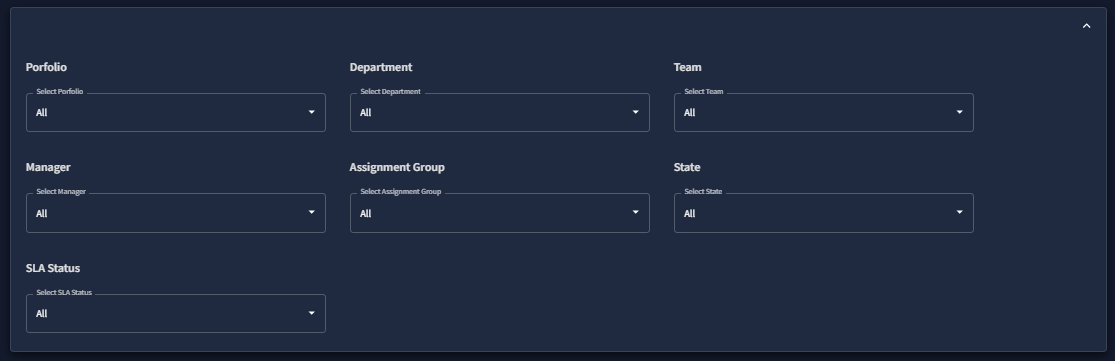 Porfolio
Department
Team
Select Porfolio
All
Select Department
All
Select Team
All
Manager
Assignment Group
State
Select Manager
All
Select Assignment Group
All
Select State
All
SLA Status
Select SLA Status
All